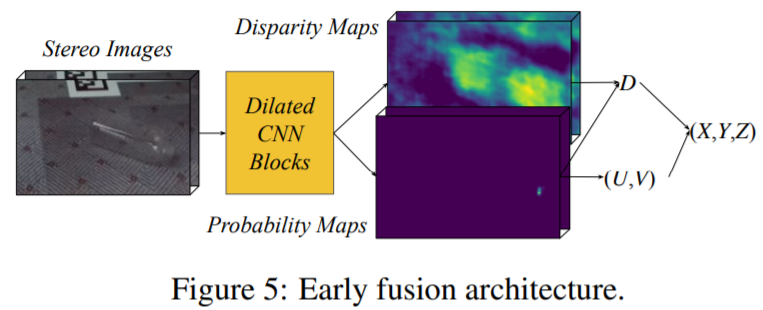 Stereo Images
Disparity Maps
Dilated
CNN
Blocks
D
(X,Y,Z)
(U,V)
Probability Maps
Figure 5: Early fusion architecture.